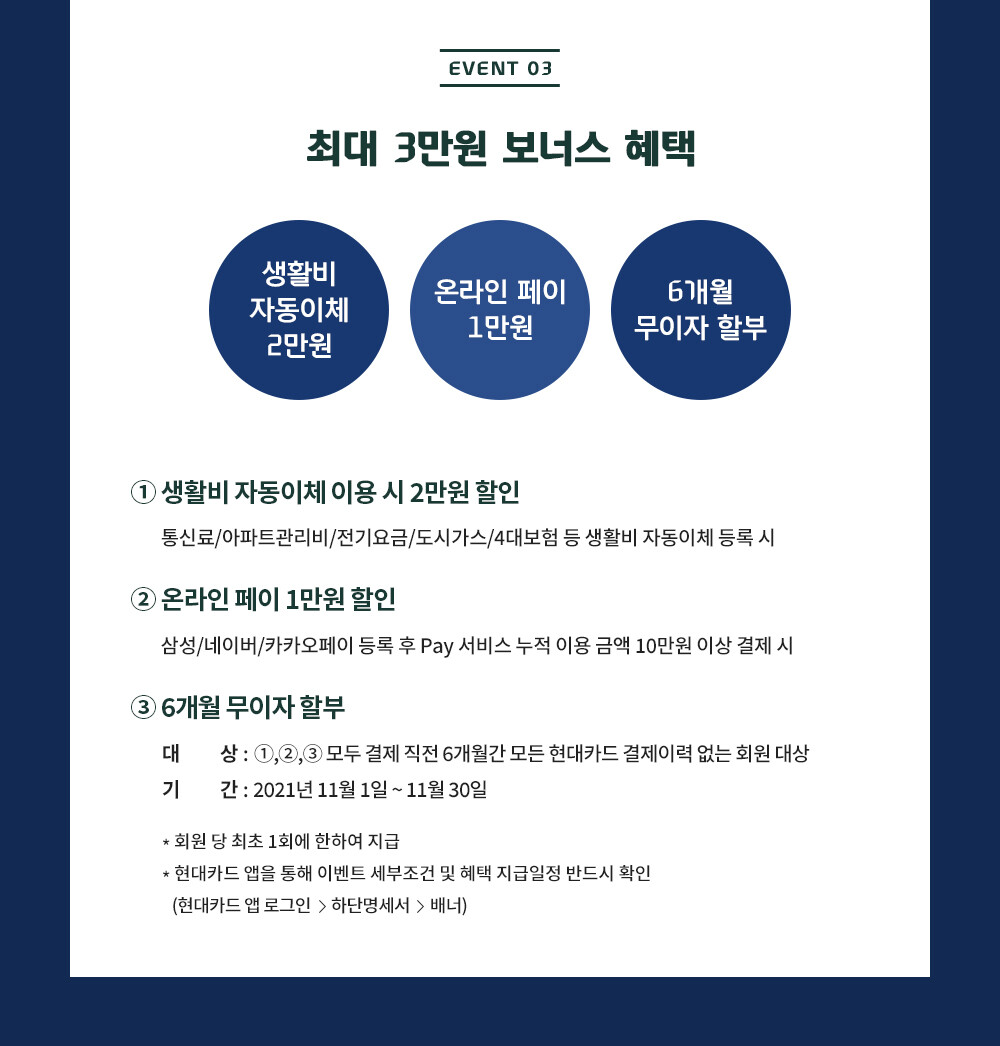 EVENT 03
최대 3만원 보너스 혜택
생활비
자동이체
2만원
온라인 페이
1만원
6개월
무이자 할부
① 생활비 자동이체 이용 시 2만원 할인
통신료/아파트관리비/전기요금/도시가스/4대보험 등 생활비 자동이체 등록 시
② 온라인 페이 1만원 할인
삼성/네이버/카카오페이 등록 후 Pay 서비스 누적 이용 금액 10만원 이상 결제 시
③ 6개월 무이자 할부
대 상 : ①,②,③ 모두 결제 직전 6개월간 모든 현대카드 결제이력 없는 회원 대상
기 간 : 2021년 11월 1일 ~ 11월 30일
* 회원 당 최초 1회에 한하여 지급
* 현대카드 앱을 통해 이벤트 세부조건 및 혜택 지급일정 반드시 확인
(현대카드 앱 로그인 > 하단명세서 > 배너)